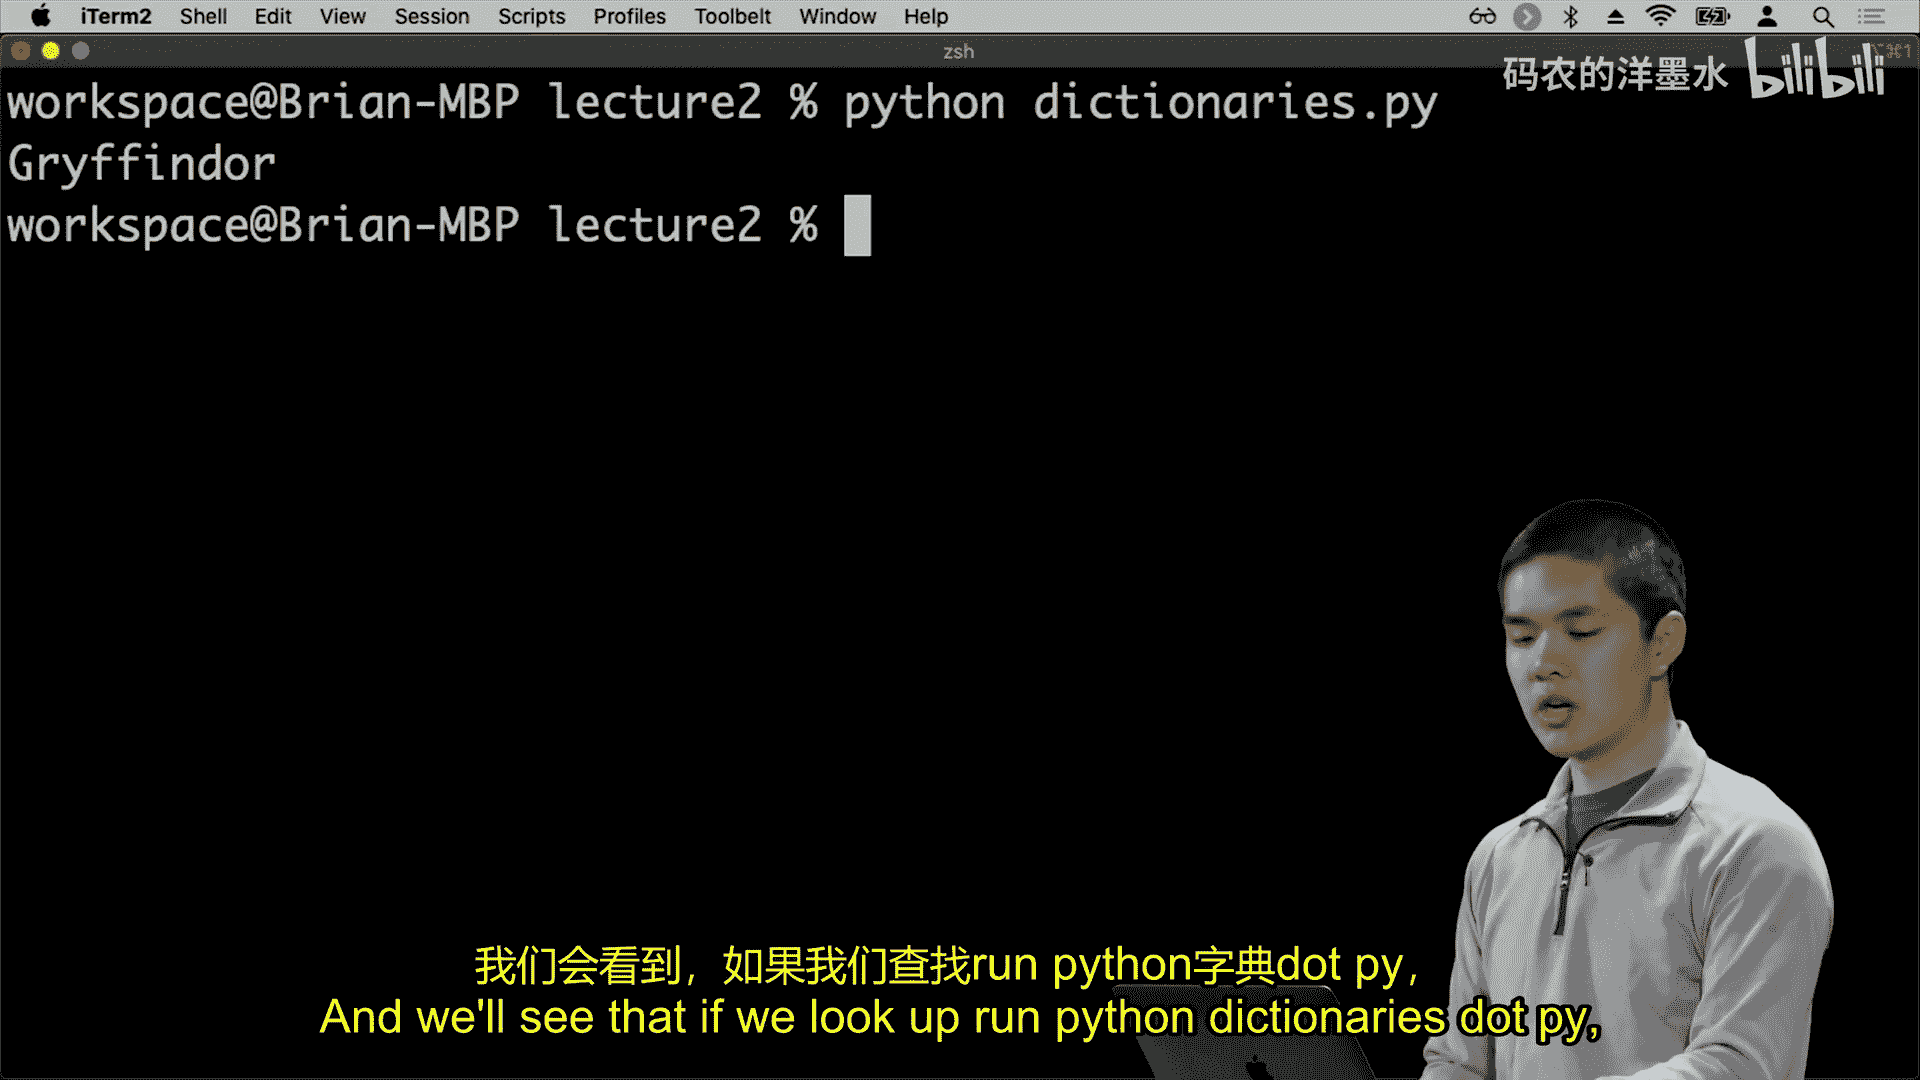 iTerm2 Shell Edit View Session Scripts Profiles Toolbelt Window Help
zsh
⌘1
码农的洋墨水 bilibili
workspace@Brian-MBP lecture2 % python dictionaries.py
Gryffindor
workspace@Brian-MBP lecture2 %
我们会看到，如果我们查找run python字典dot py，
And we'll see that if we look up run python dictionaries dot py,